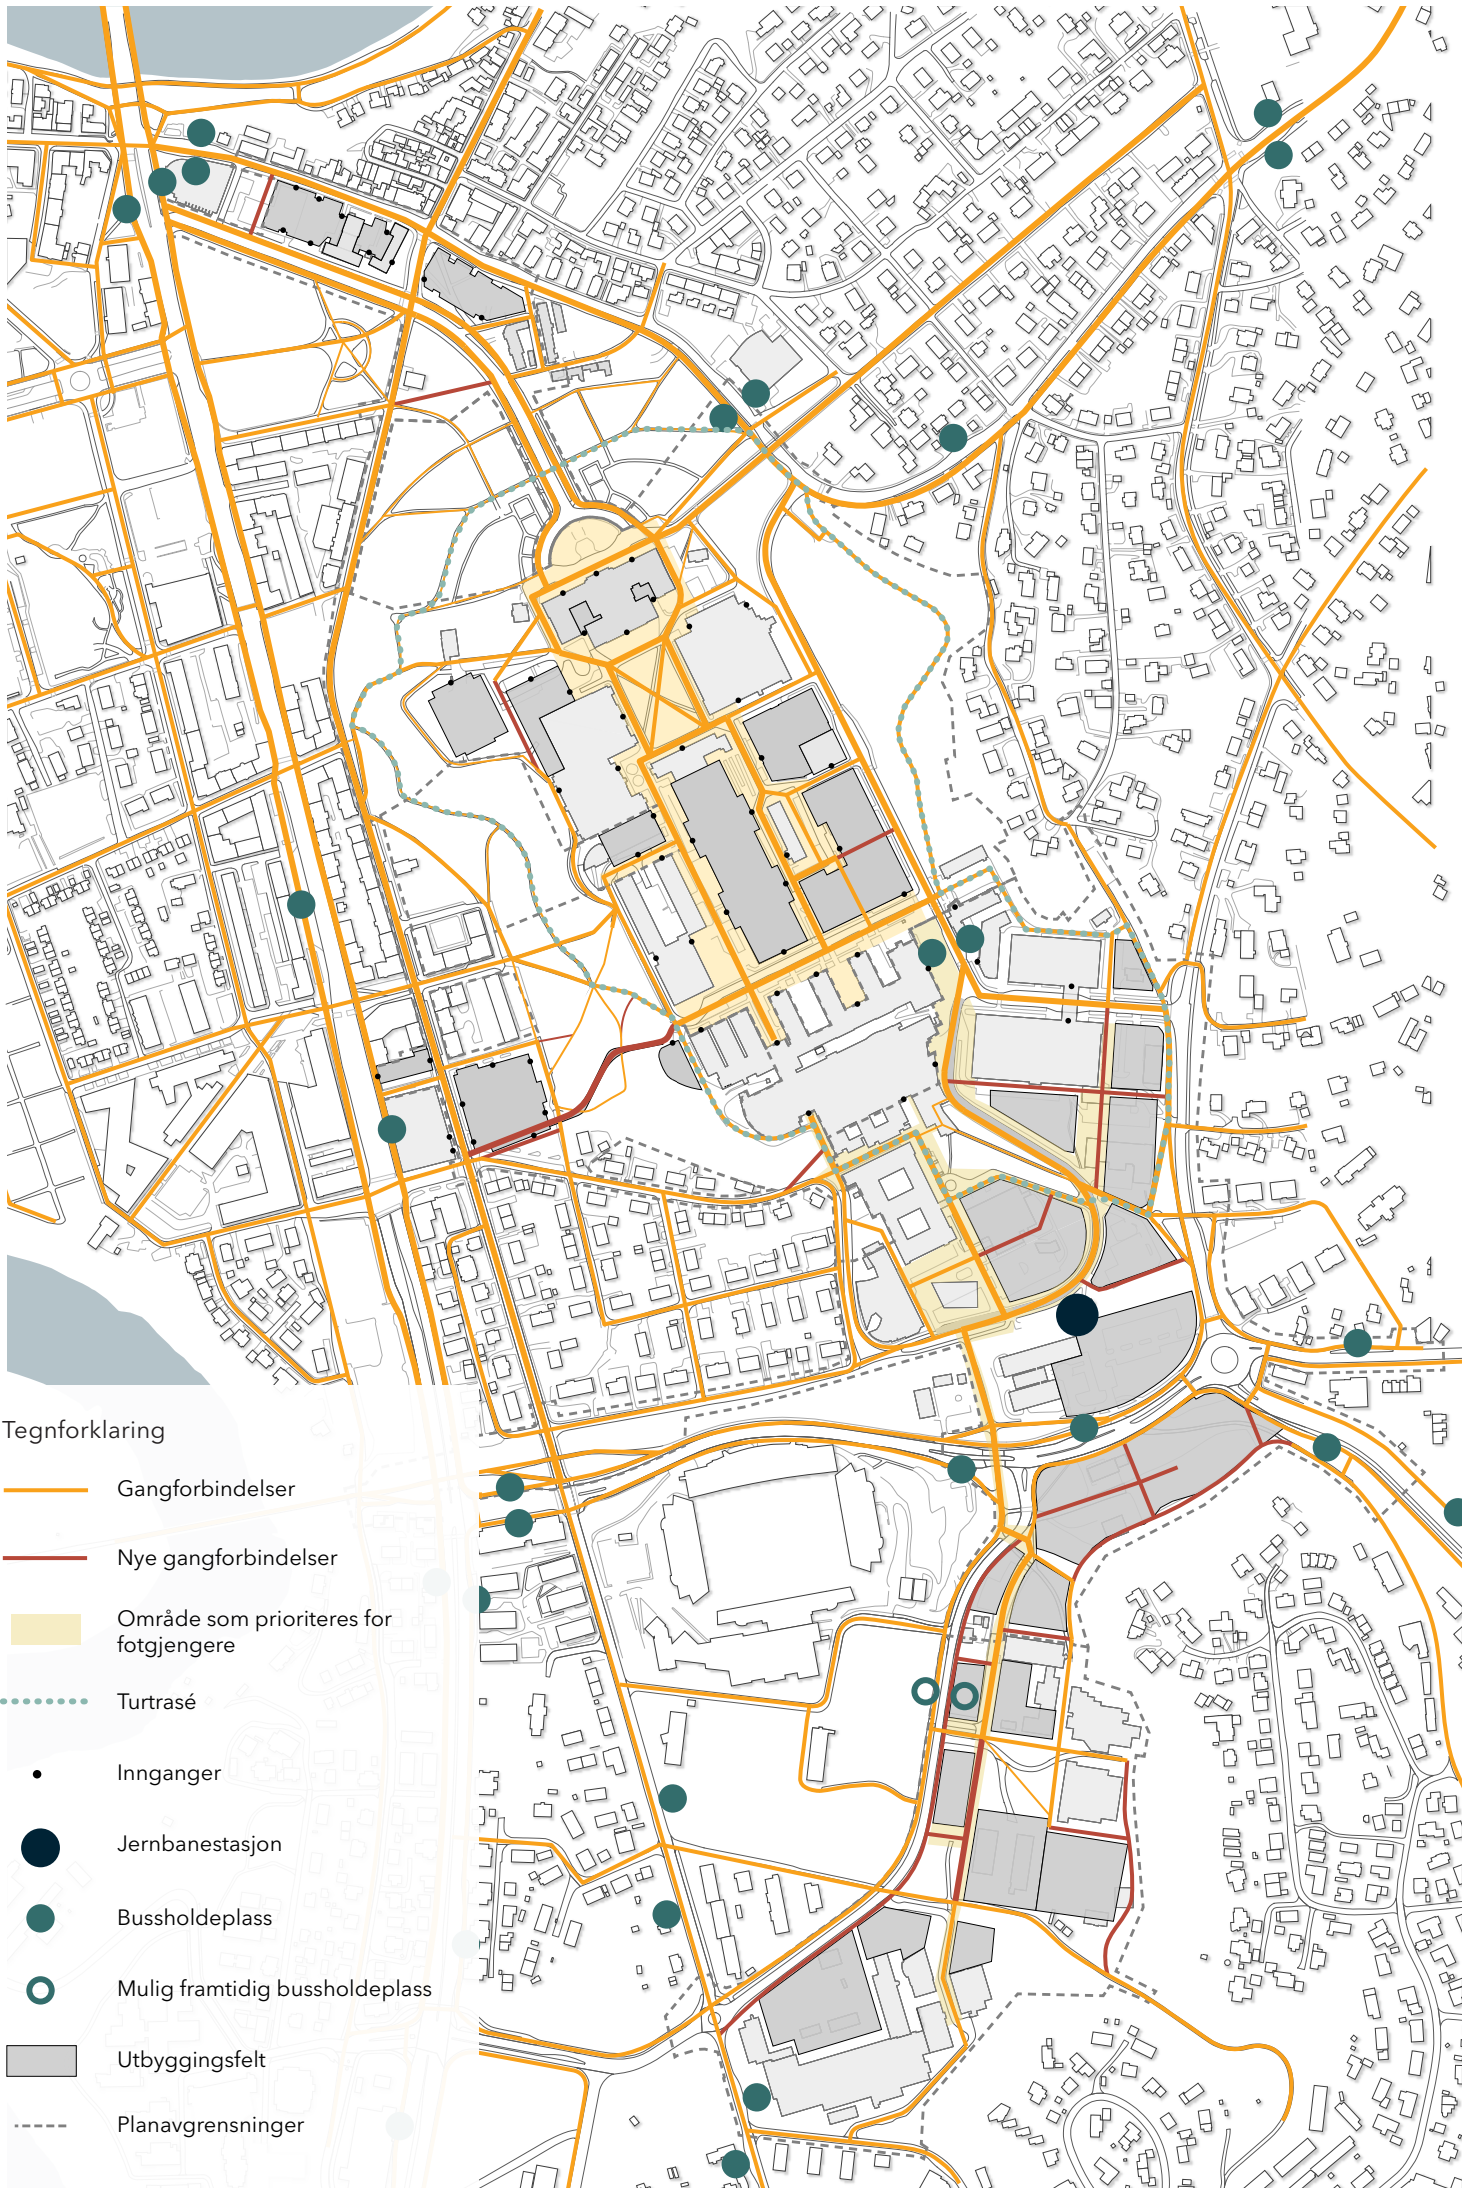 Tegnforklaring
Gangforbindelser
Nye gangforbindelser
Område som prioriteres for
fotgjengere
Turtrasé
Innganger
Jernbanestasjon
Bussholdeplass
Mulig framtidig bussholdeplass
Utbyggingsfelt
Planavgrensninger